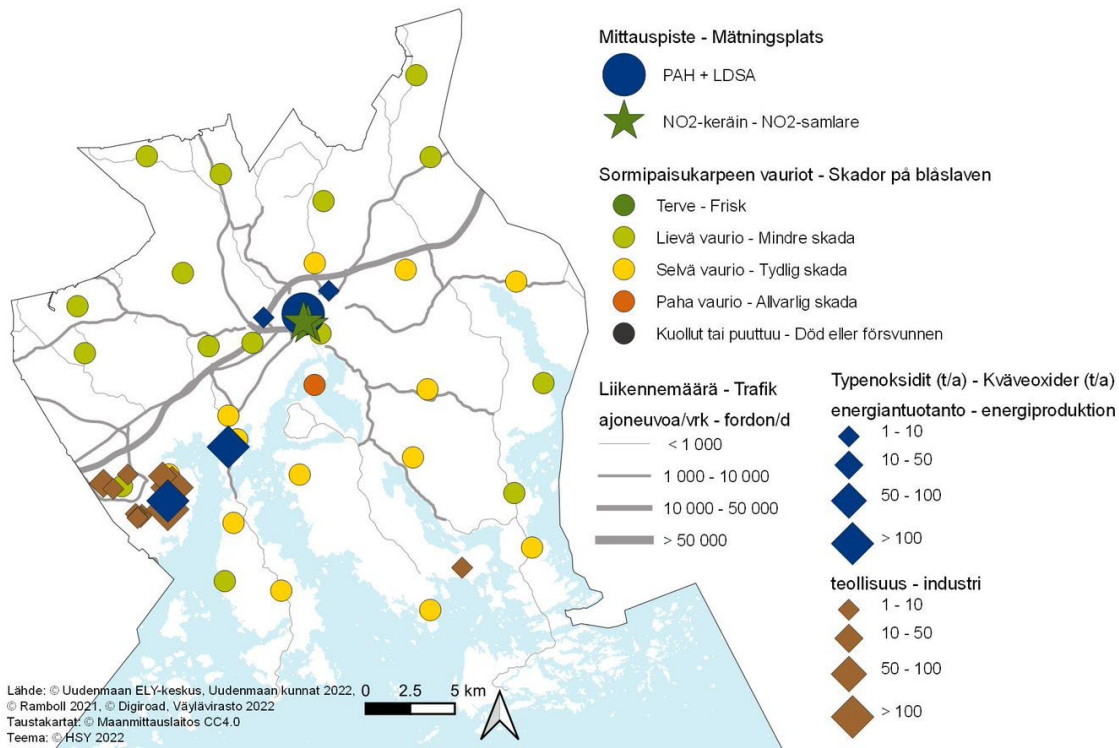 Mittauspiste - Mätningsplats
PAH + LDSA
NO2-keräin - NO2-samlare
Sormipaisukarpeen vauriot - Skador på blåslaven
Terve - Frisk
Lievä vaurio - Mindre skada
Selvä vaurio - Tydlig skada
Paha vaurio - Allvarlig skada
Kuollut tai puuttuu - Död eller försvunnen
Liikennemäärä - Trafik
ajoneuvoa/vrk - fordon/d
< 1 000
1 000 - 10 000
10 000 - 50 000
> 50 000
Typenoksidit (t/a) - Kväveoxider (t/a)
energiantuotanto - energiproduktion
1 - 10
10 - 50
50 - 100
> 100
teollisuus - industri
1 - 10
10 - 50
50 - 100
> 100
Lähde: © Uudenmaan ELY-keskus, Uudenmaan kunnat 2022,
© Ramboll 2021, © Digiroad, Väylävirasto 2022
Taustakartat: © Maanmittauslaitos CC4.0
Teema: © HSY 2022
0 2.5 5 km